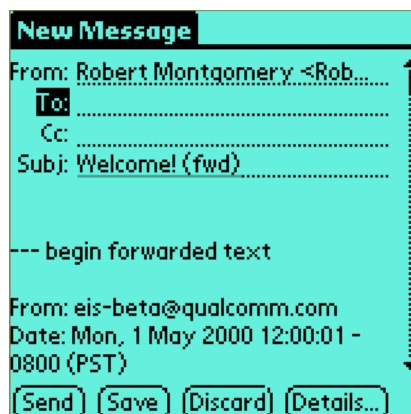 New Message
From: Robert Montgomery <Rob...
To:
Cc:
Subj: Welcome! (fwd)
--- begin forwarded text
From: eis-beta@qualcomm.com
Date: Mon, 1 May 2000 12:00:01 -
0800 (PST)
Send Save Discard Details...